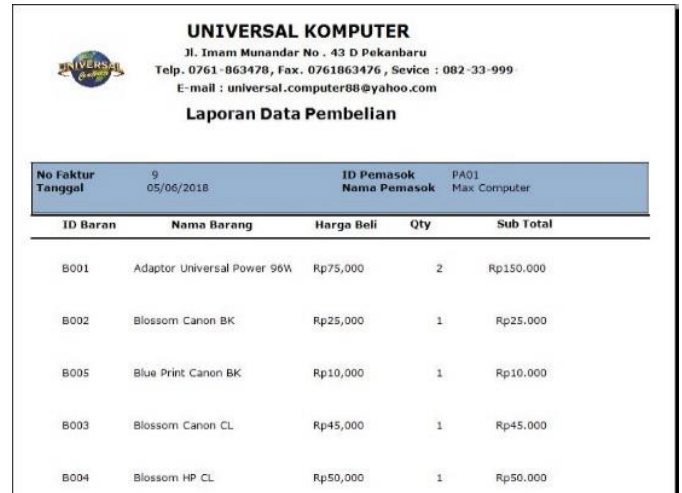 UNIVERSAL KOMPUTER
Jl. Imam Munandar No . 43 D Pekanbaru
UNIVERSAL
Telp. 0761-863478, Fax. 0761863476 , Sevice : 082-33-999
E-mail : universal.computer88@yahoo.com
Laporan Data Pembelian
No Faktur 9 ID Pemasok PA01
Tanggal 05/06/2018 Nama Pemasok Max Computer
ID Baran Nama Barang Harga Beli Qty Sub Total
B001 Adaptor Universal Power 96W Rp75,000 2 Rp150.000
B002 Blossom Canon BK Rp25,000 1 Rp25.000
B005 Blue Print Canon BK Rp10,000 1 Rp10.000
B003 Blossom Canon CL Rp45,000 1 Rp45.000
B004 Blossom HP CL Rp50,000 1 Rp50.000